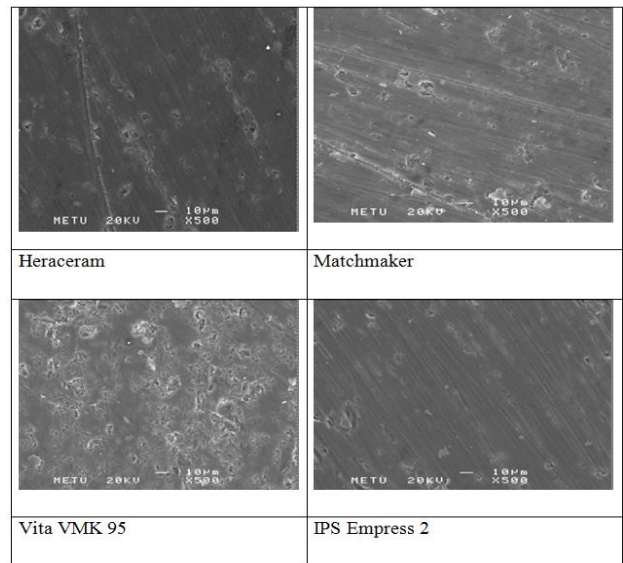 10µm
METU 20KV X500
10µm
METU 20KV X500
Heraceram
Matchmaker
10µm
METU 20KV X500
10µm
METU 20KV X500
Vita VMK 95
IPS Empress 2